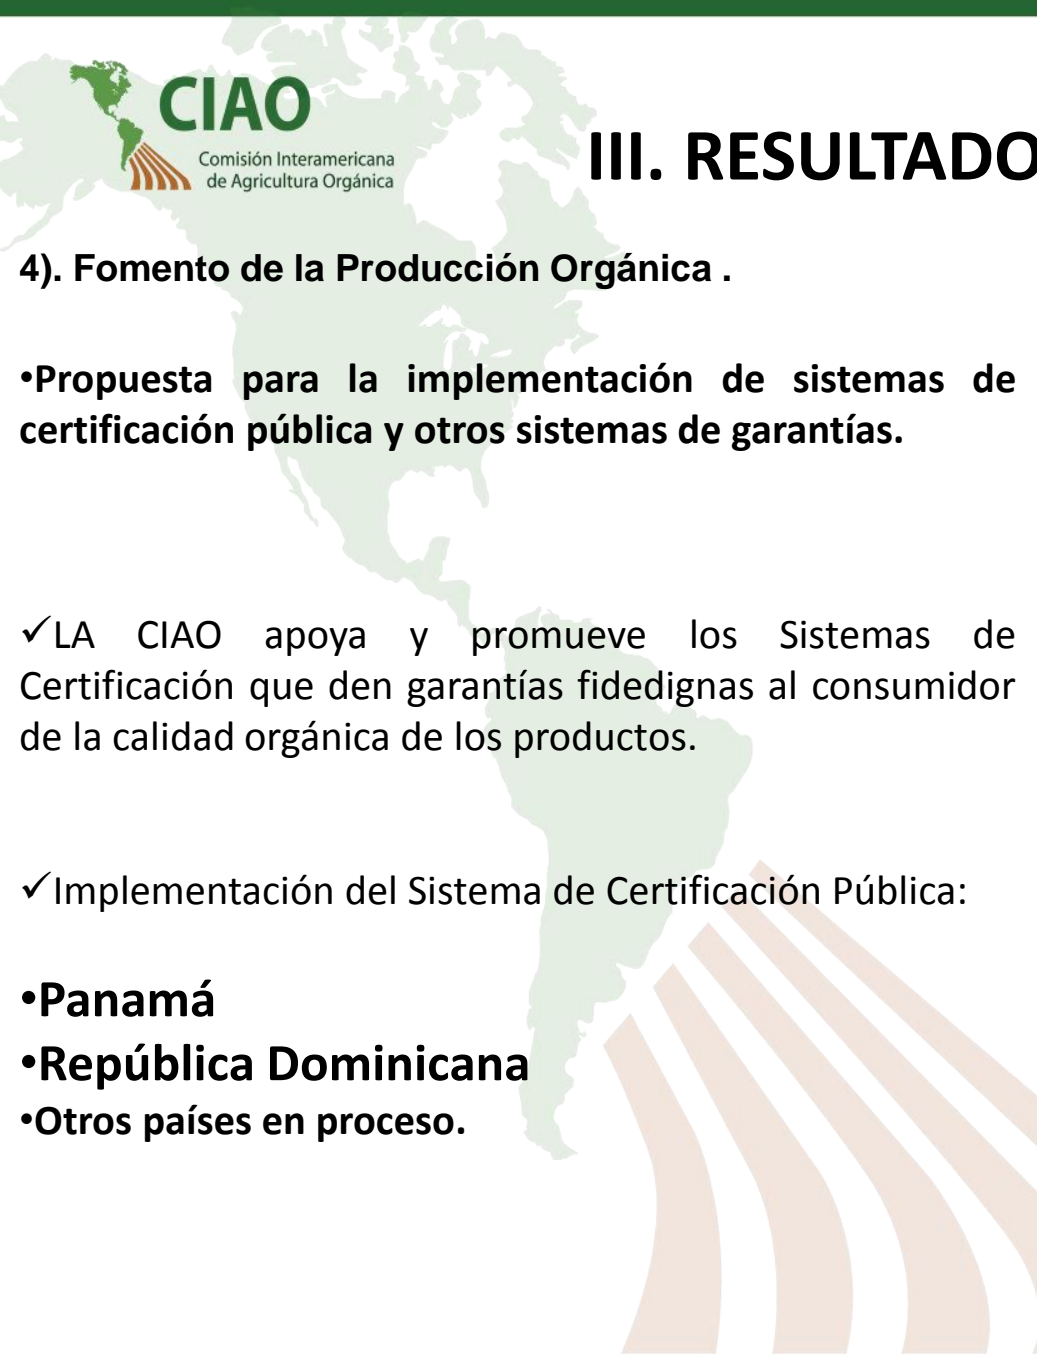 CIAO
Comisión Interamericana
de Agricultura Orgánica
III. RESULTADO
4). Fomento de la Producción Orgánica .
•Propuesta para la implementación de sistemas de
certificación pública y otros sistemas de garantías.
✓LA CIAO apoya y promueve los Sistemas de
Certificación que den garantías fidedignas al consumidor
de la calidad orgánica de los productos.
✓Implementación del Sistema de Certificación Pública:
•Panamá
•República Dominicana
•Otros países en proceso.